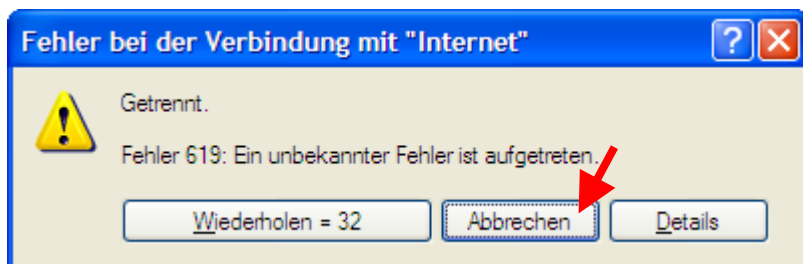 Fehler bei der Verbindung mit "Internet"
Getrennt.
Fehler 619: Ein unbekannter Fehler ist aufgetreten.
Wiederholen = 32 Abbrechen Details